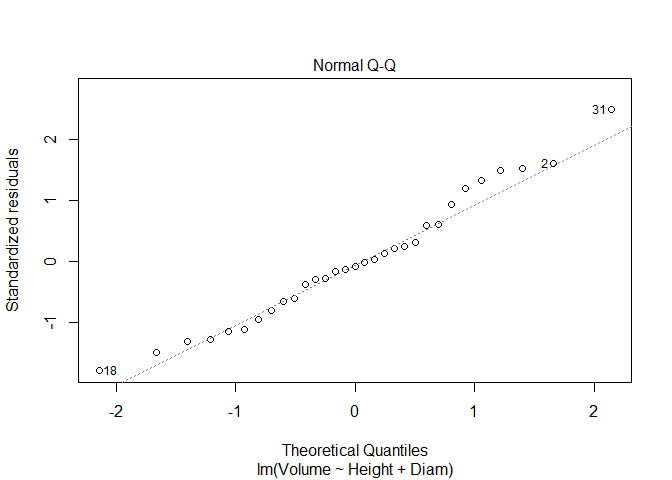 Normal Q-Q
Standardized residuals
2
1
0
-1
31
2
18
-2 -1 0 1 2
Theoretical Quantiles
lm(Volume ~ Height + Diam)